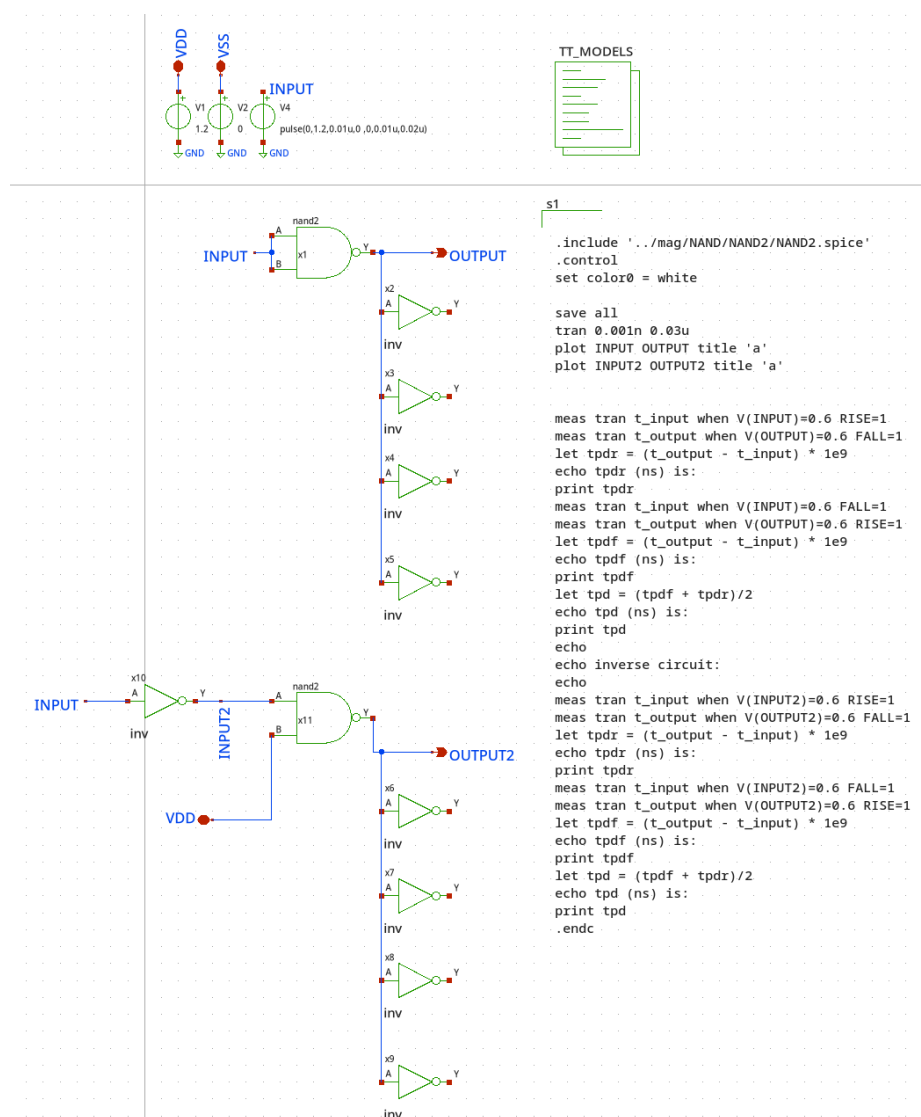 VDD
VSS
INPUT
V1
V2
V4
1.2
0
pulse(0,1.2,0.01u,0 ,0,0.01u,0.02u)
GND
GND
GND
TT_MODELS
nand2
A
B
x1
Y
INPUT
OUTPUT
x2
A
Y
inv
x3
A
Y
inv
x4
A
Y
inv
x5
A
Y
inv
x10
A
Y
inv
INPUT
INPUT2
nand2
A
B
x11
Y
VDD
OUTPUT2
x6
A
Y
inv
x7
A
Y
inv
x8
A
Y
inv
x9
A
Y
inv
s1
.include '../mag/NAND/NAND2/NAND2.spice'
.control
set color0 = white
save all
tran 0.001n 0.03u
plot INPUT OUTPUT title 'a'
plot INPUT2 OUTPUT2 title 'a'
meas tran t_input when V(INPUT)=0.6 RISE=1
meas tran t_output when V(OUTPUT)=0.6 FALL=1
let tpdr = (t_output - t_input) * 1e9
echo tpdr (ns) is:
print tpdr
meas tran t_input when V(INPUT)=0.6 FALL=1
meas tran t_output when V(OUTPUT)=0.6 RISE=1
let tpdf = (t_output - t_input) * 1e9
echo tpdf (ns) is:
print tpdf
let tpd = (tpdf + tpdr)/2
echo tpd (ns) is:
print tpd
echo
echo inverse circuit:
echo
meas tran t_input when V(INPUT2)=0.6 RISE=1
meas tran t_output when V(OUTPUT2)=0.6 FALL=1
let tpdr = (t_output - t_input) * 1e9
echo tpdr (ns) is:
print tpdr
meas tran t_input when V(INPUT2)=0.6 FALL=1
meas tran t_output when V(OUTPUT2)=0.6 RISE=1
let tpdf = (t_output - t_input) * 1e9
echo tpdf (ns) is:
print tpdf
let tpd = (tpdf + tpdr)/2
echo tpd (ns) is:
print tpd
.endc